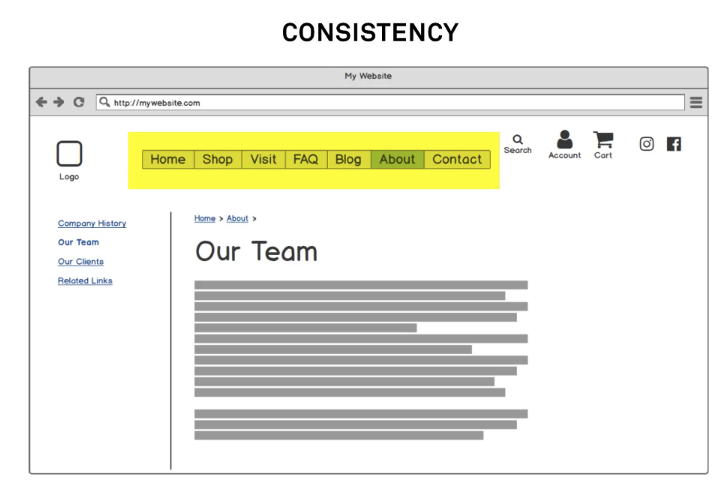 CONSISTENCY
My Website
http://mywebsite.com
Home Shop Visit FAQ Blog About Contact
Search
Account
Cart
Logo
Company History
Our Team
Our Clients
Related Links
Home > About >
Our Team